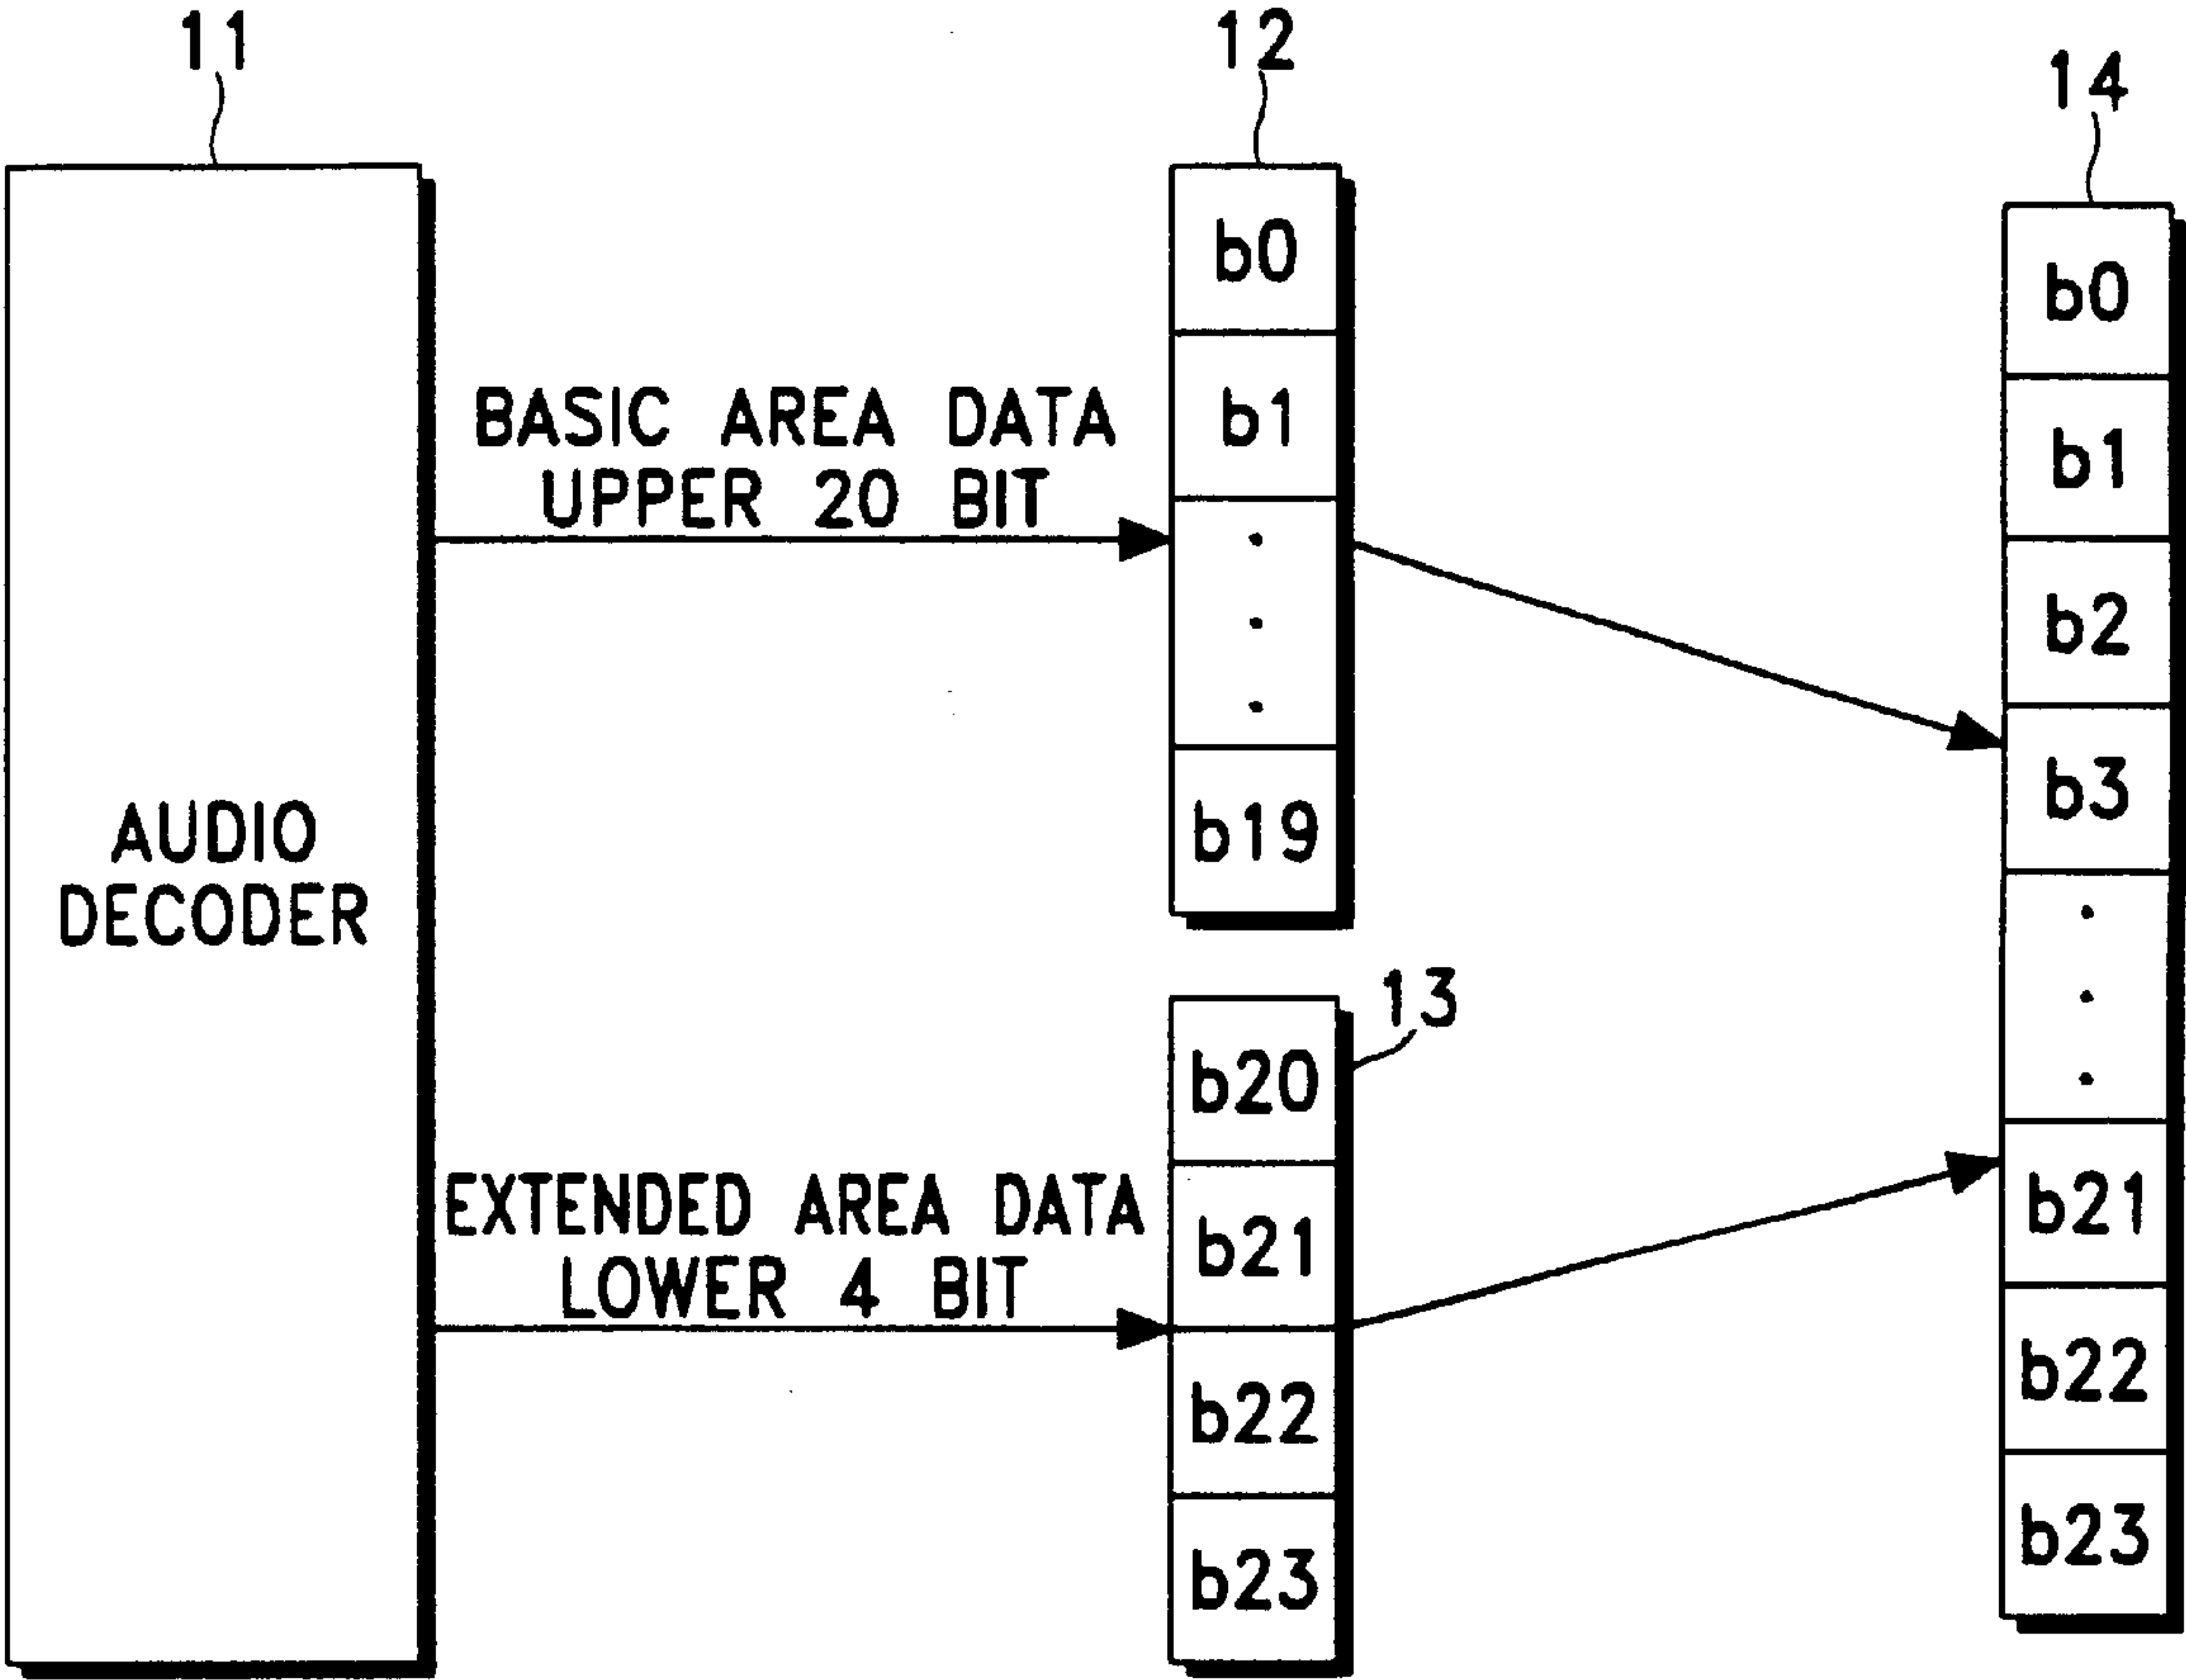 11
12
14
AUDIO
DECODER
BASIC AREA DATA
UPPER 20 BIT
EXTENDED AREA DATA
LOWER 4 BIT
b0
b1
.
.
.
b19
13
b20
b21
b22
b23
b0
b1
b2
b3
.
.
.
b21
b22
b23